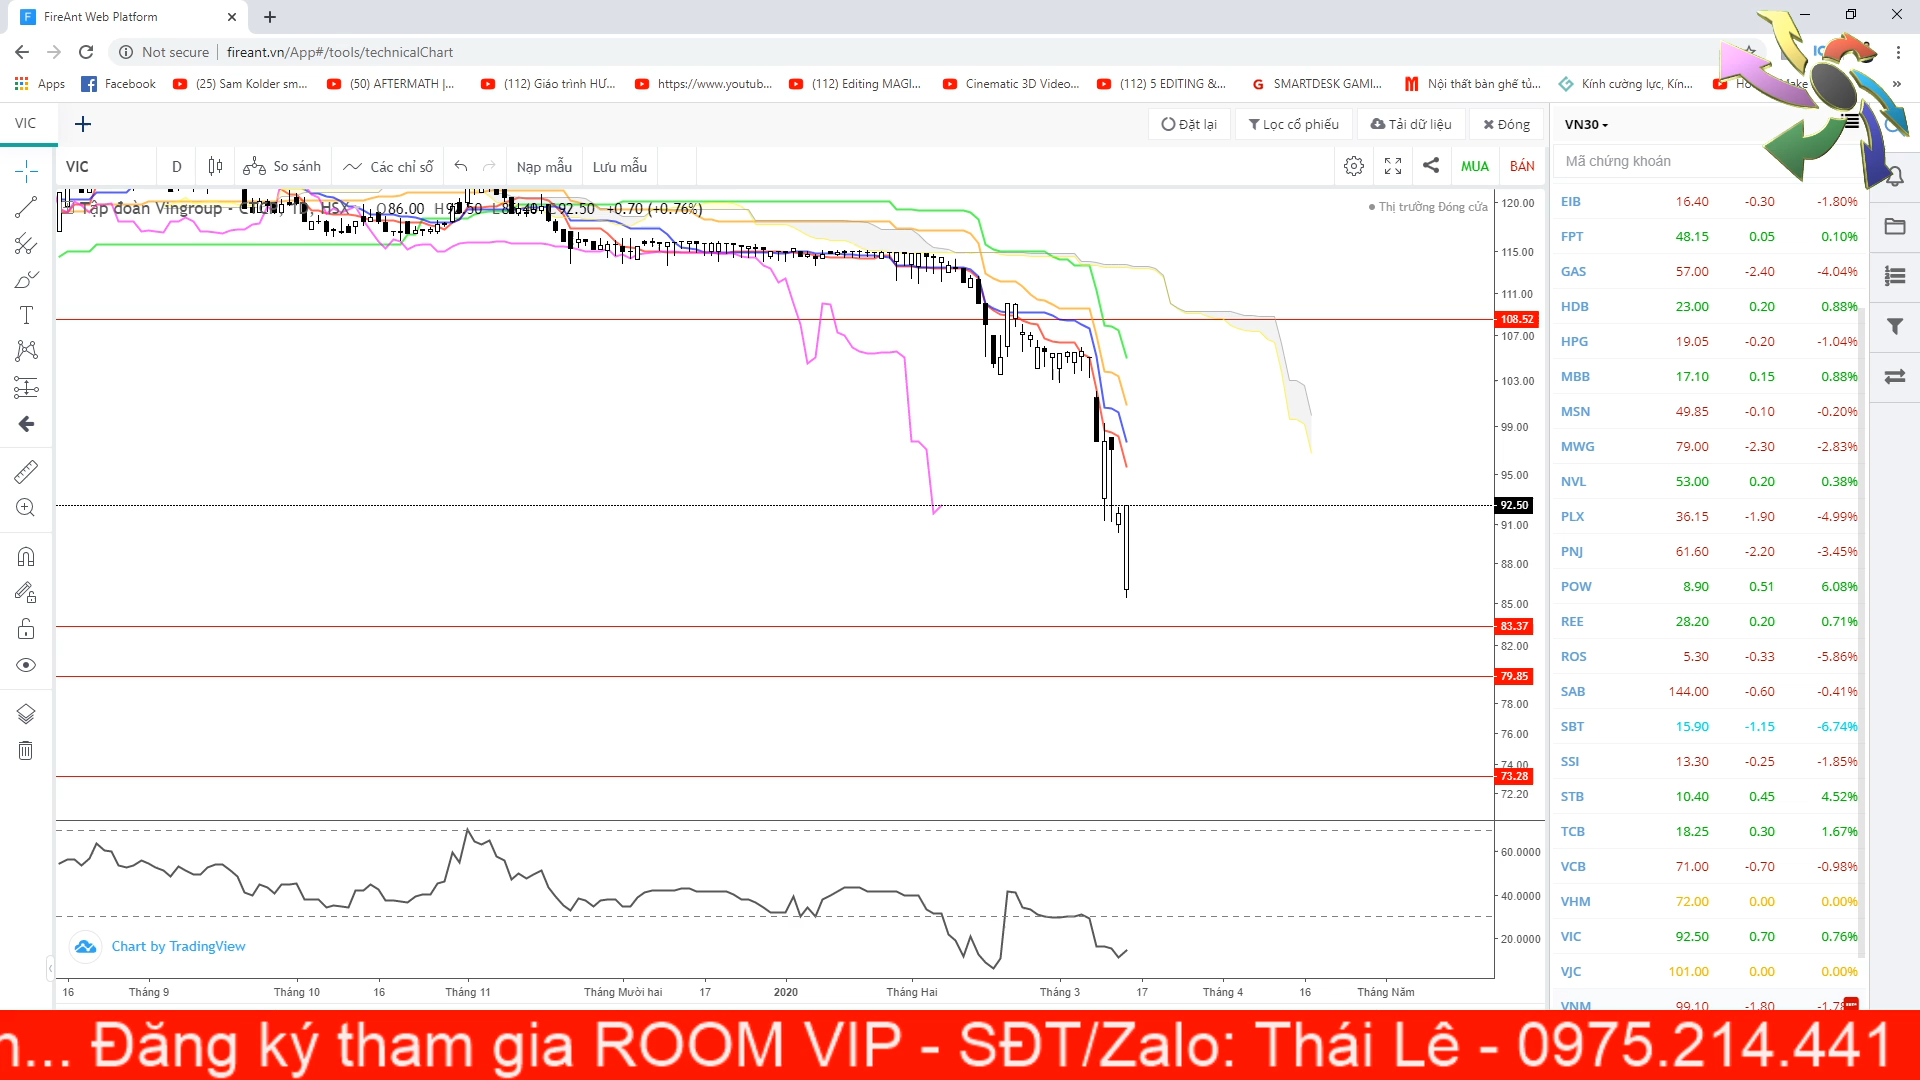 FireAnt Web Platform
Not secure
fireant.vn/App#/tools/technicalChart
Apps
Facebook
(25) Sam Kolder sm...
(50) AFTERMATH |...
(112) Giáo trình HƯ...
https://www.youtub...
(112) Editing MAGI...
Cinematic 3D Video...
(112) 5 EDITING &...
SMARTDESK GAMI...
Nội thất bàn ghế tủ...
Kính cường lực, Kín...
VIC
Đặt lại
Lọc cổ phiếu
Tải dữ liệu
Đóng
VN30
VIC
D
So sánh
Các chỉ số
Nạp mẫu
Lưu mẫu
MUA
BÁN
Mã chứng khoán
Tập đoàn Vingroup
HSX
92.50 +0.70 (+0.76%)
Thị trường Đóng cửa
120.00
115.00
111.00
108.52
107.00
103.00
99.00
95.00
92.50
91.00
88.00
85.00
83.37
82.00
79.85
78.00
76.00
74.00
73.28
72.20
60.0000
40.0000
20.0000
Chart by TradingView
16 Tháng 9 Tháng 10 16 Tháng 11 Tháng Mười hai 17 2020 Tháng Hai Tháng 3 17 Tháng 4 16 Tháng Năm
EIB 16.40 -0.30 -1.80%
FPT 48.15 0.05 0.10%
GAS 57.00 -2.40 -4.04%
HDB 23.00 0.20 0.88%
HPG 19.05 -0.20 -1.04%
MBB 17.10 0.15 0.88%
MSN 49.85 -0.10 -0.20%
MWG 79.00 -2.30 -2.83%
NVL 53.00 0.20 0.38%
PLX 36.15 -1.90 -4.99%
PNJ 61.60 -2.20 -3.45%
POW 8.90 0.51 6.08%
REE 28.20 0.20 0.71%
ROS 5.30 -0.33 -5.86%
SAB 144.00 -0.60 -0.41%
SBT 15.90 -1.15 -6.74%
SSI 13.30 -0.25 -1.85%
STB 10.40 0.45 4.52%
TCB 18.25 0.30 1.67%
VCB 71.00 -0.70 -0.98%
VHM 72.00 0.00 0.00%
VIC 92.50 0.70 0.76%
VJC 101.00 0.00 0.00%
VNM 99.10 -1.80
n... Đăng ký tham gia ROOM VIP - SĐT/Zalo: Thái Lê - 0975.214.441